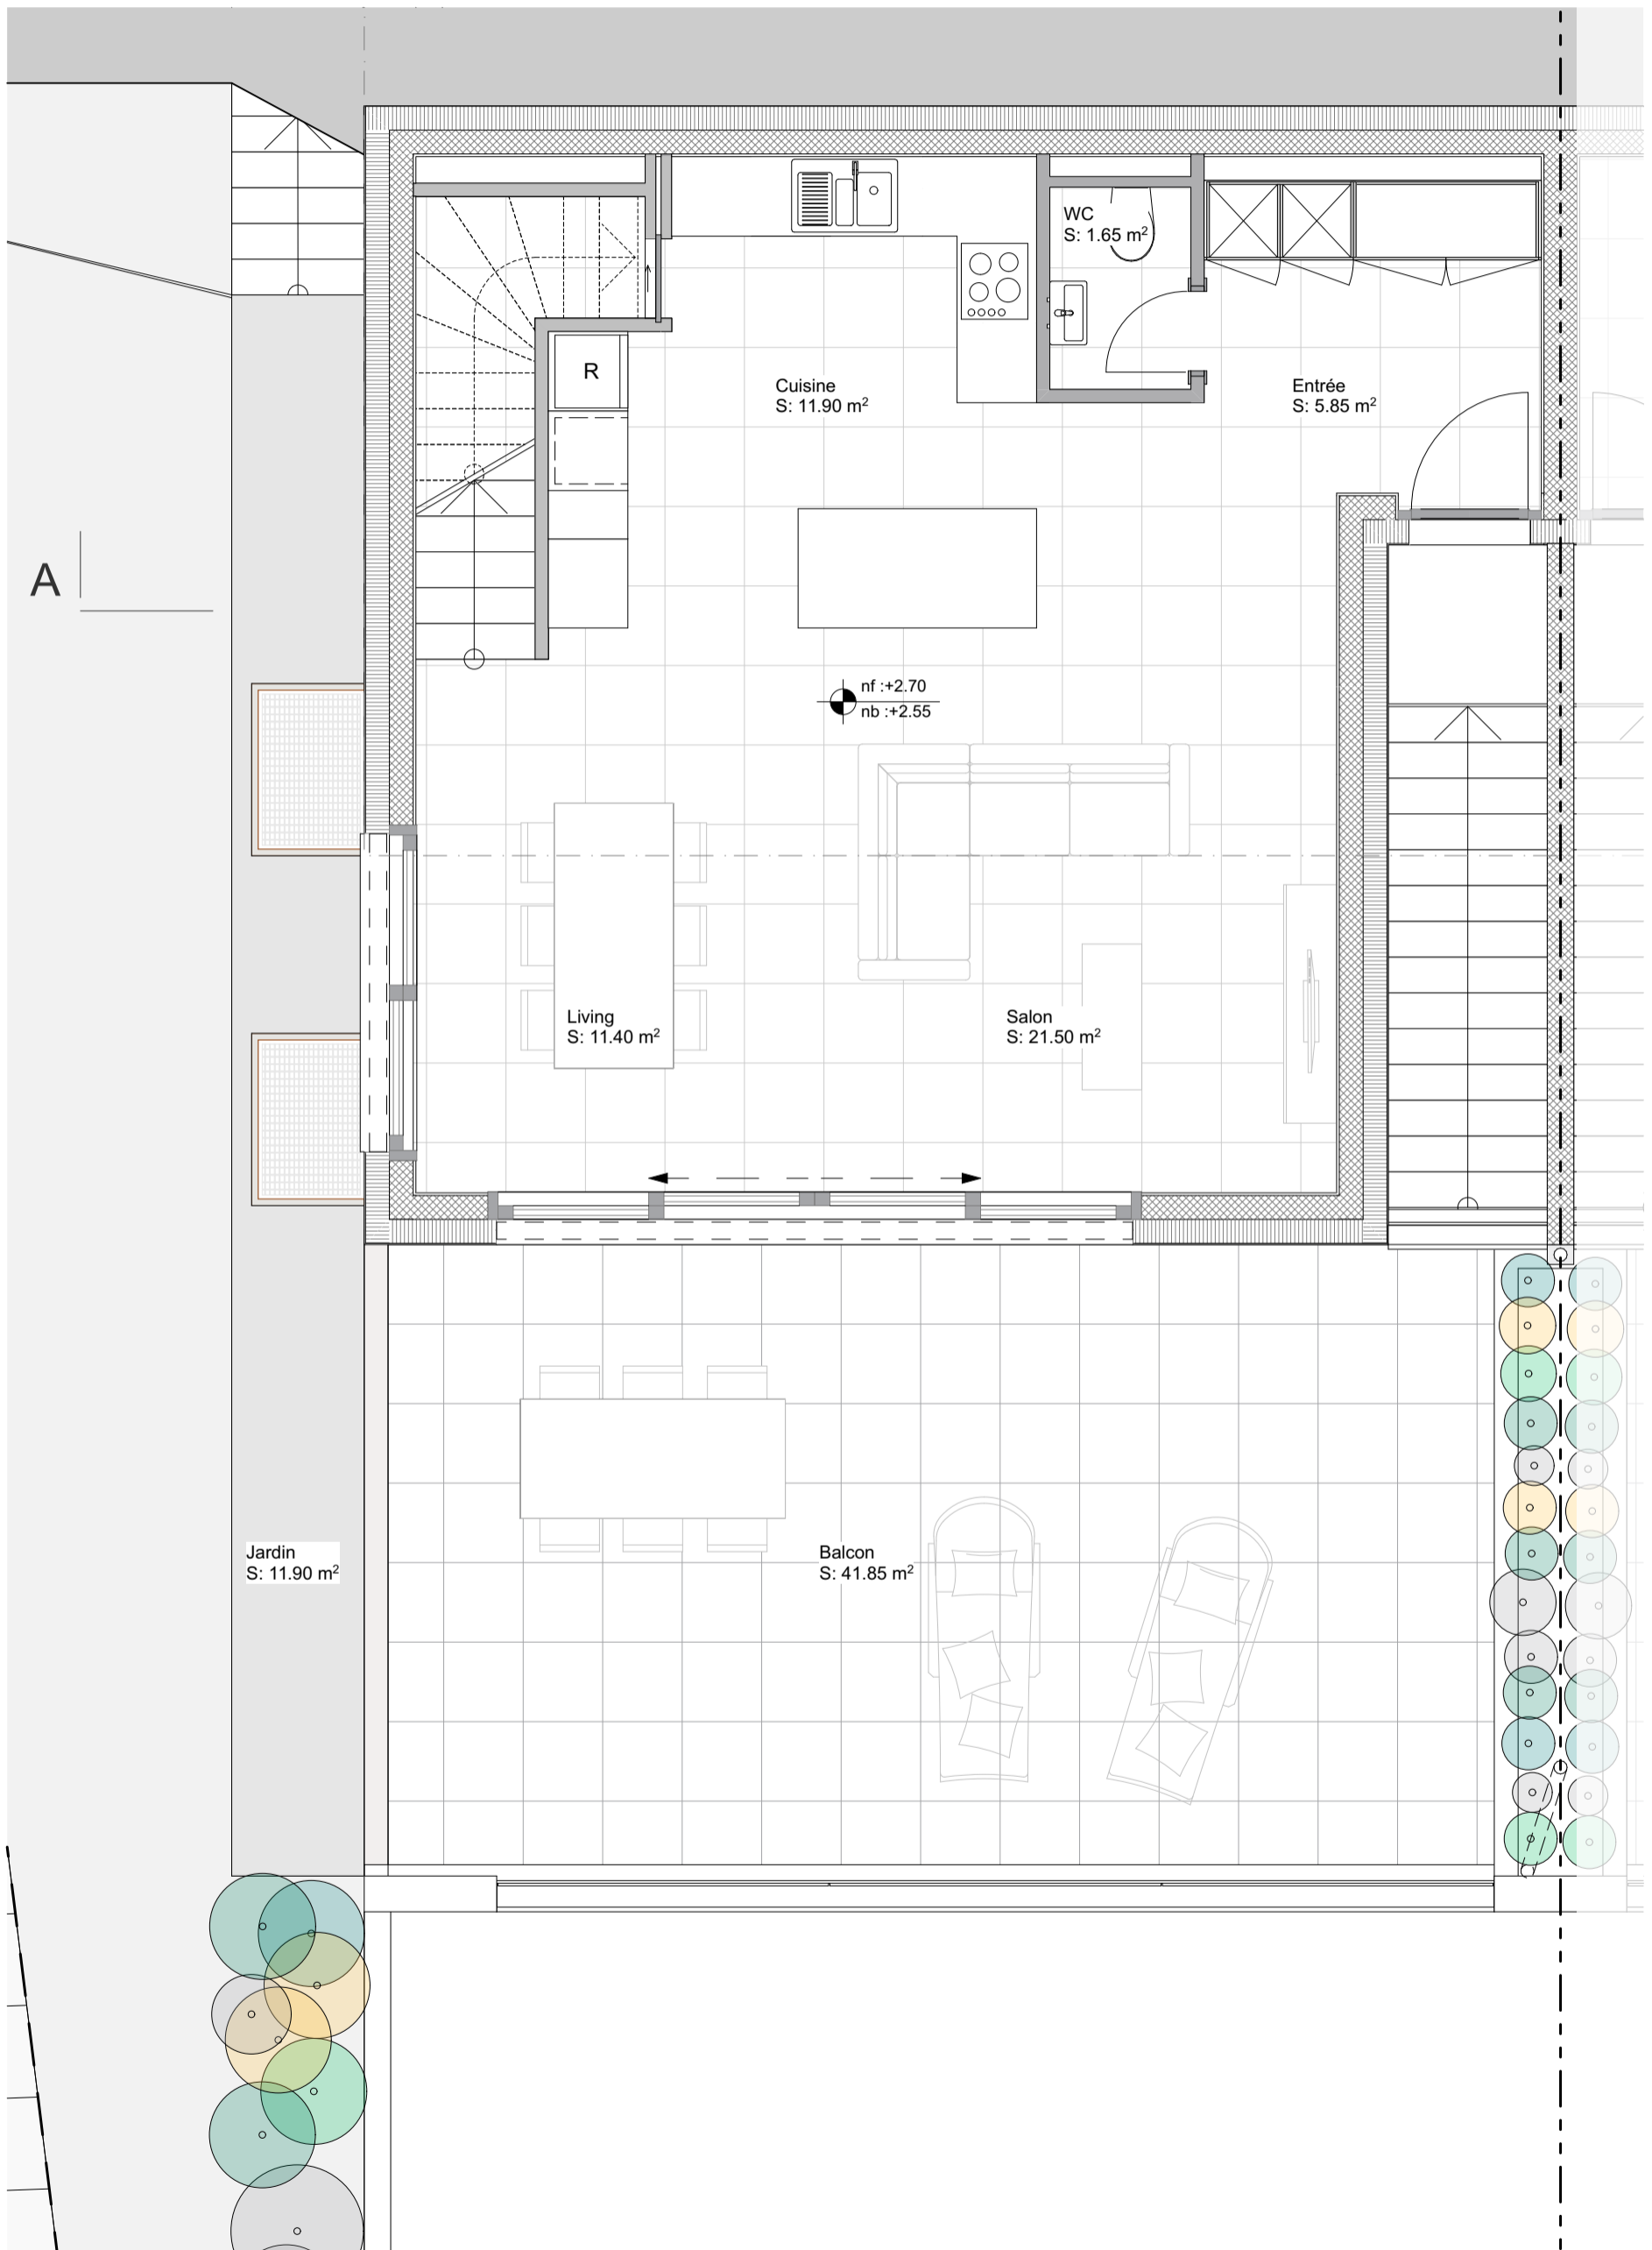 WC
S: 1.65 m²
R
Cuisine
S: 11.90 m²
Entrée
S: 5.85 m²
A
nf :+2.70
nb :+2.55
Living
S: 11.40 m²
Salon
S: 21.50 m²
Jardin
S: 11.90 m²
Balcon
S: 41.85 m²